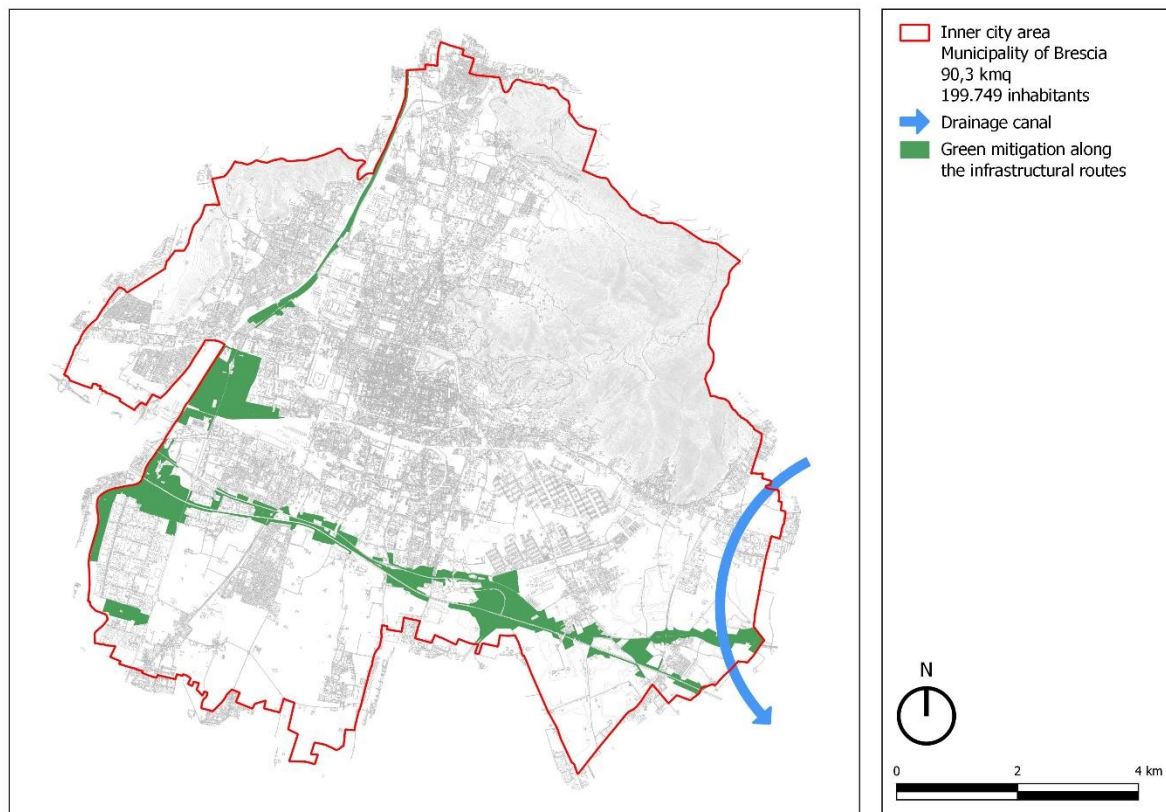 Inner city area
Municipality of Brescia
90,3 kmq
199.749 inhabitants
Drainage canal
Green mitigation along
the infrastructural routes
N
0 2 4 km